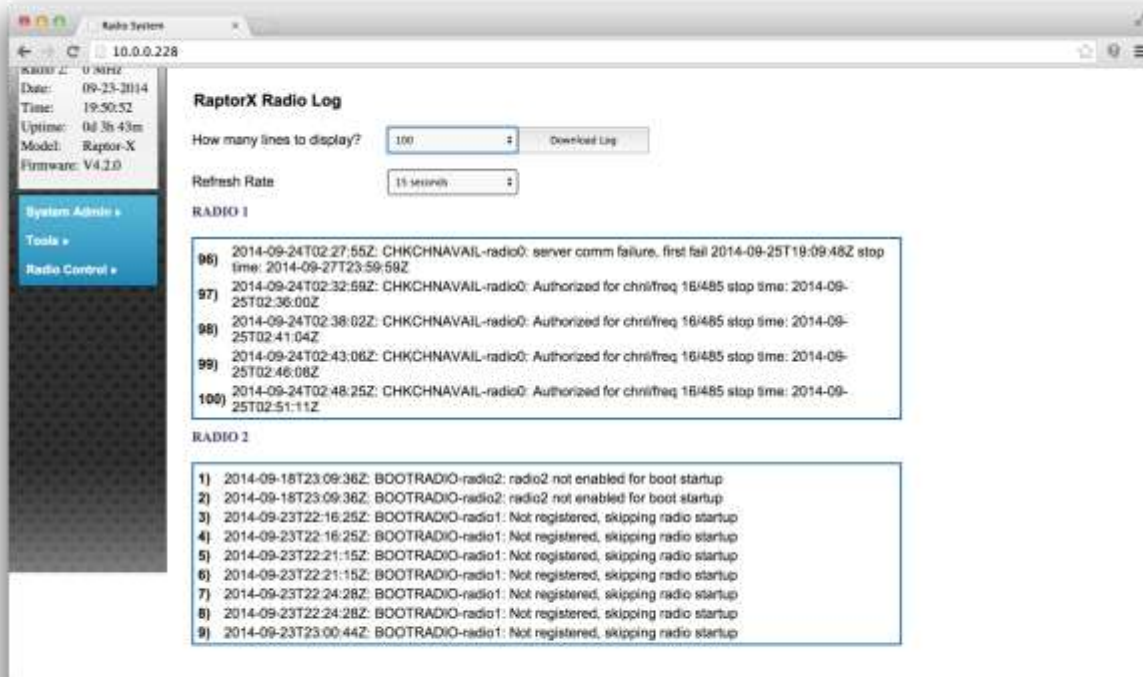 Radio System
10.0.0.228
Radio 2: 0 MHz
Date: 09-23-2014
Time: 19:50:52
Uptime: 0d 3h 43m
Model: Raptor-X
Firmware: V4.2.0
System Admin »
Tools »
Radio Control »
RaptorX Radio Log
How many lines to display? 100 Download Log
Refresh Rate 15 seconds
RADIO 1
96) 2014-09-24T02:27:55Z: CHKCHNAVAIL-radio0: server comm failure, first fail 2014-09-25T19:09:48Z stop
time: 2014-09-27T23:59:59Z
97) 2014-09-24T02:32:59Z: CHKCHNAVAIL-radio0: Authorized for chnl/freq 16/485 stop time: 2014-09-
25T02:36:00Z
98) 2014-09-24T02:38:02Z: CHKCHNAVAIL-radio0: Authorized for chnl/freq 16/485 stop time: 2014-09-
25T02:41:04Z
99) 2014-09-24T02:43:06Z: CHKCHNAVAIL-radio0: Authorized for chnl/freq 16/485 stop time: 2014-09-
25T02:46:08Z
100) 2014-09-24T02:48:25Z: CHKCHNAVAIL-radio0: Authorized for chnl/freq 16/485 stop time: 2014-09-
25T02:51:11Z
RADIO 2
1) 2014-09-18T23:09:36Z: BOOTRADIO-radio2: radio2 not enabled for boot startup
2) 2014-09-18T23:09:36Z: BOOTRADIO-radio2: radio2 not enabled for boot startup
3) 2014-09-23T22:16:25Z: BOOTRADIO-radio1: Not registered, skipping radio startup
4) 2014-09-23T22:16:25Z: BOOTRADIO-radio1: Not registered, skipping radio startup
5) 2014-09-23T22:21:15Z: BOOTRADIO-radio1: Not registered, skipping radio startup
6) 2014-09-23T22:21:15Z: BOOTRADIO-radio1: Not registered, skipping radio startup
7) 2014-09-23T22:24:28Z: BOOTRADIO-radio1: Not registered, skipping radio startup
8) 2014-09-23T22:24:28Z: BOOTRADIO-radio1: Not registered, skipping radio startup
9) 2014-09-23T23:00:44Z: BOOTRADIO-radio1: Not registered, skipping radio startup